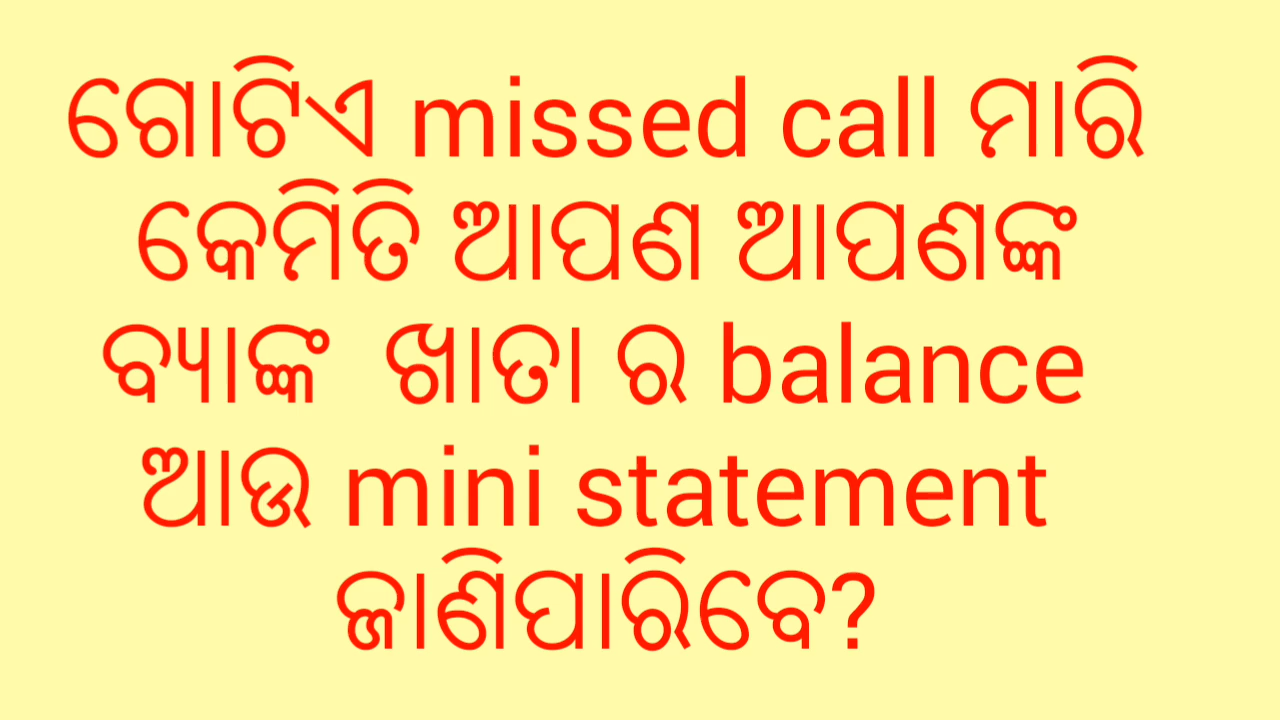 ଗୋଟିଏ missed call ମାରି
କେମିତି ଆପଣ ଆପଣଙ୍କ
ବ୍ୟାଙ୍କ ଖାତା ର balance
ଆଉ mini statement
ଜାଣିପାରିବେ?